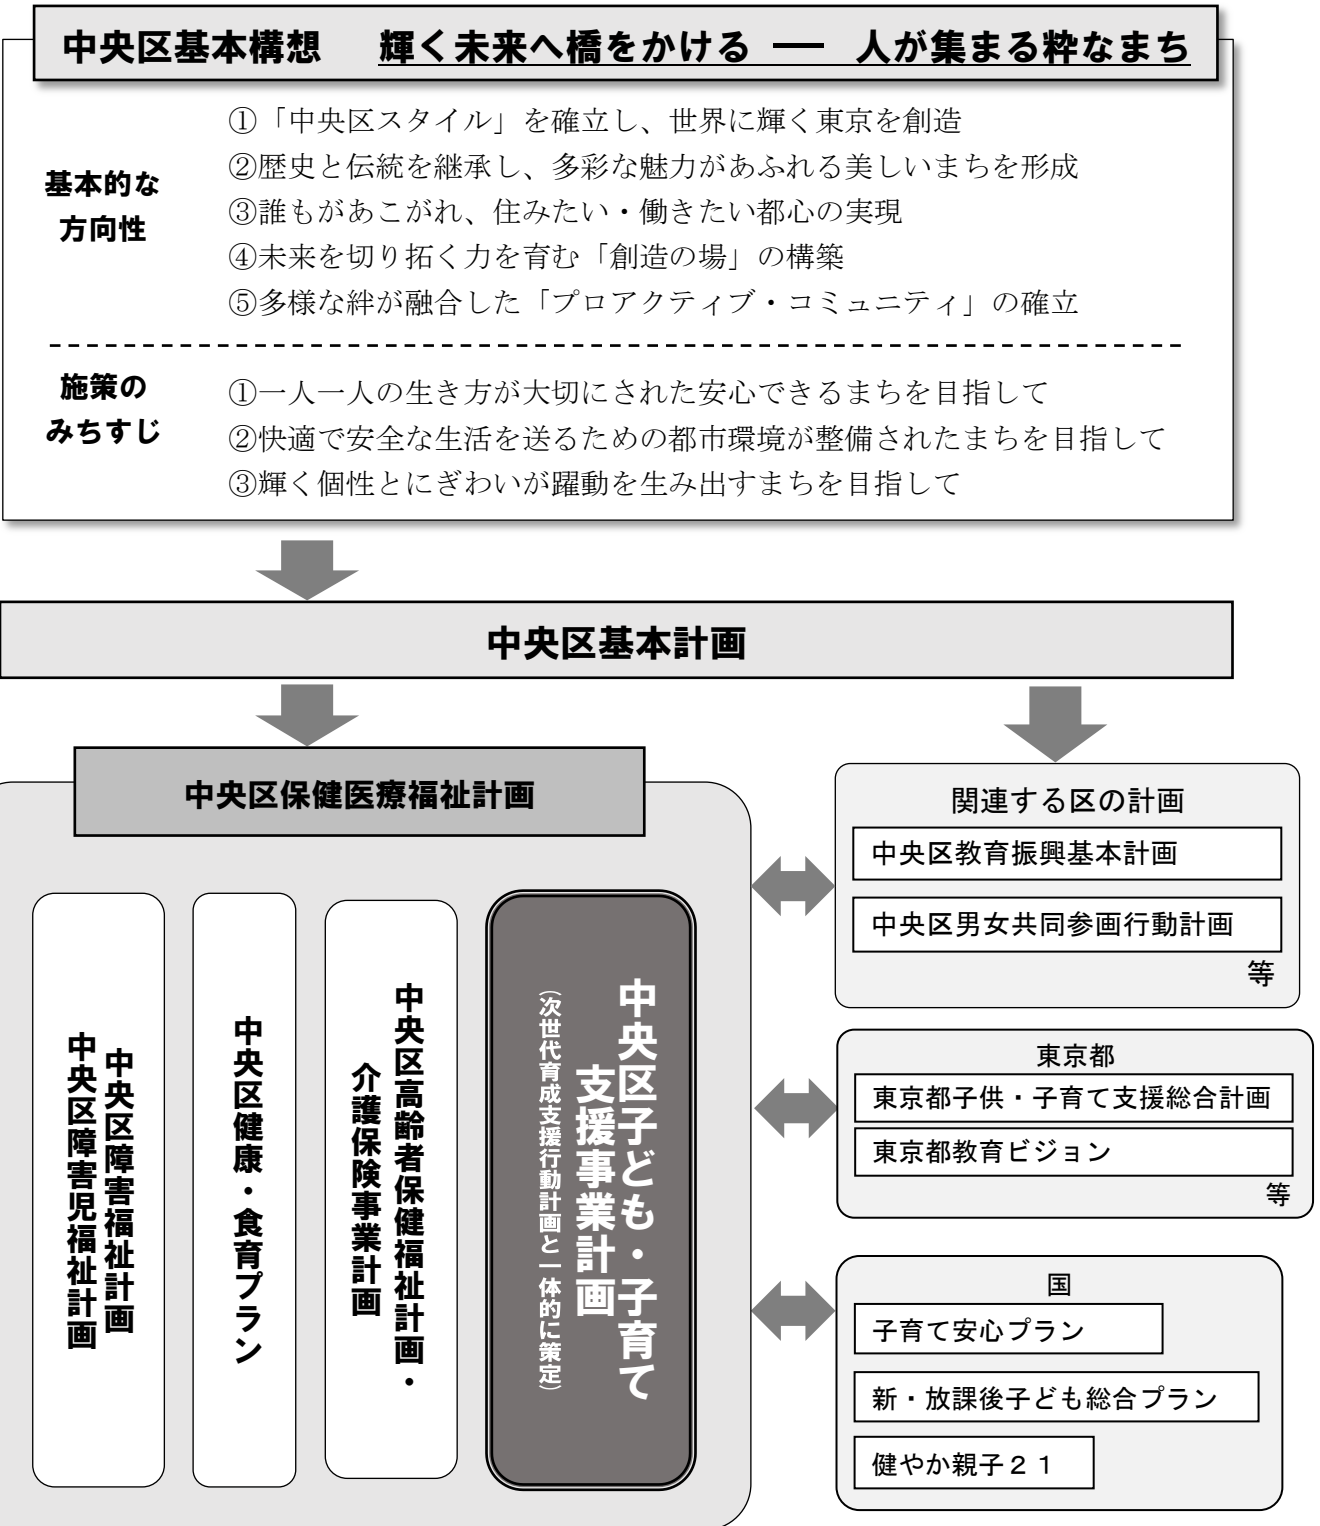 中央区基本構想　輝く未来へ橋をかける ― 人が集まる粋なまち
基本的な
方向性
①「中央区スタイル」を確立し、世界に輝く東京を創造
②歴史と伝統を継承し、多彩な魅力があふれる美しいまちを形成
③誰もがあこがれ、住みたい・働きたい都心の実現
④未来を切り拓く力を育む「創造の場」の構築
⑤多様な絆が融合した「プロアクティブ・コミュニティ」の確立
施策の
みちすじ
①一人一人の生き方が大切にされた安心できるまちを目指して
②快適で安全な生活を送るための都市環境が整備されたまちを目指して
③輝く個性とにぎわいが躍動を生み出すまちを目指して
中央区基本計画
中央区保健医療福祉計画
中央区障害福祉計画
中央区障害児福祉計画
中央区健康・食育プラン
中央区高齢者保健福祉計画・
介護保険事業計画
中央区子ども・子育て
支援事業計画
（次世代育成支援行動計画と一体的に策定）
関連する区の計画
中央区教育振興基本計画
中央区男女共同参画行動計画
等
東京都
東京都子供・子育て支援総合計画
東京都教育ビジョン
等
国
子育て安心プラン
新・放課後子ども総合プラン
健やか親子２１